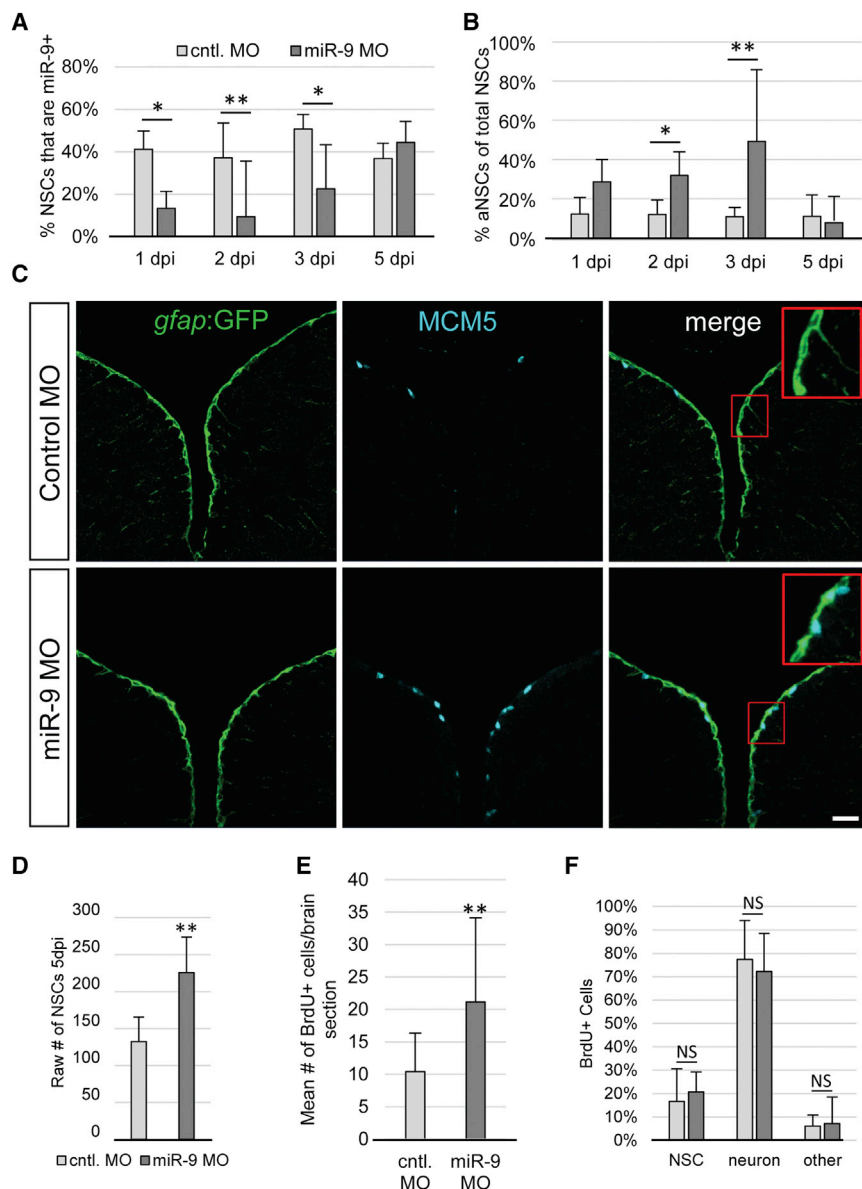 A
% NSCs that are miR-9+
cntl. MO
miR-9 MO
80%
60%
40%
20%
0%
*
**
*
1 dpi
2 dpi
3 dpi
5 dpi
B
% aNSCs of total NSCs
100%
80%
60%
40%
20%
0%
*
**
1 dpi
2 dpi
3 dpi
5 dpi
C
gfap:GFP
MCM5
merge
Control MO
miR-9 MO
D
Raw # of NSCs 5dpi
300
250
200
150
100
50
0
**
cntl. MO
miR-9 MO
E
Mean # of BrdU+ cells/brain
section
40
35
30
25
20
15
10
5
0
**
cntl.
MO
miR-9
MO
F
BrdU+ Cells
100%
90%
80%
70%
60%
50%
40%
30%
20%
10%
0%
NS
NS
NS
NSC
neuron
other